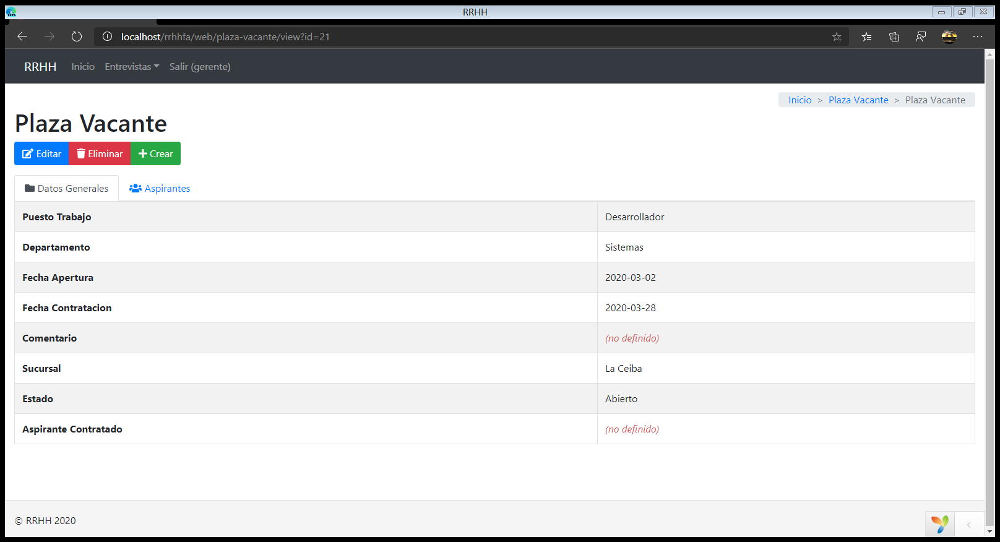 RRHH
localhost/rrhhfa/web/plaza-vacante/view?id=21
RRHH Inicio Entrevistas Salir (gerente)
Inicio > Plaza Vacante > Plaza Vacante
Plaza Vacante
Editar Eliminar Crear
Datos Generales Aspirantes
Puesto Trabajo Desarrollador
Departamento Sistemas
Fecha Apertura 2020-03-02
Fecha Contratacion 2020-03-28
Comentario (no definido)
Sucursal La Ceiba
Estado Abierto
Aspirante Contratado (no definido)
© RRHH 2020